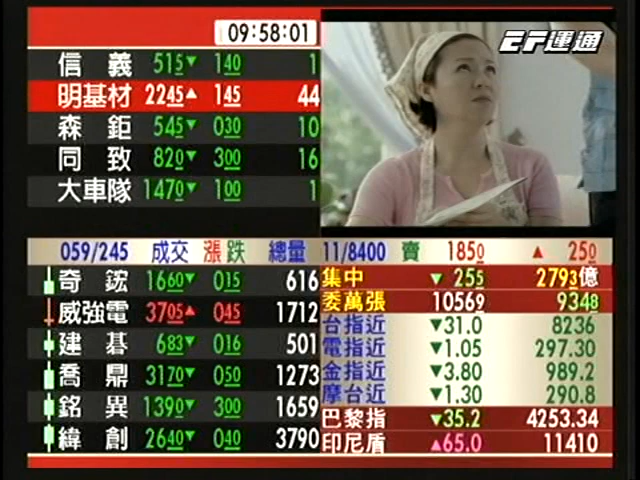 09:58:01
EF運通
信義 515▼ 140 1
明基材 2245▲ 145 44
森鉅 545▼ 030 10
同致 820▼ 300 16
大車隊 1470▼ 100 1
059/245 成交 漲跌 總量 11/8400 賣 1850 ▲ 250
奇鋐 1660▼ 015 616
威強電 3705▲ 045 1712
建碁 683▼ 016 501
喬鼎 3170▼ 050 1273
銘異 1390▼ 300 1659
緯創 2640▼ 040 3790
集中 ▼ 255 2793億
委萬張 10569 9348
台指近 ▼31.0 8236
電指近 ▼1.05 297.30
金指近 ▼3.80 989.2
摩台近 ▼1.30 290.8
巴黎指 ▼35.2 4253.34
印尼盾 ▲65.0 11410